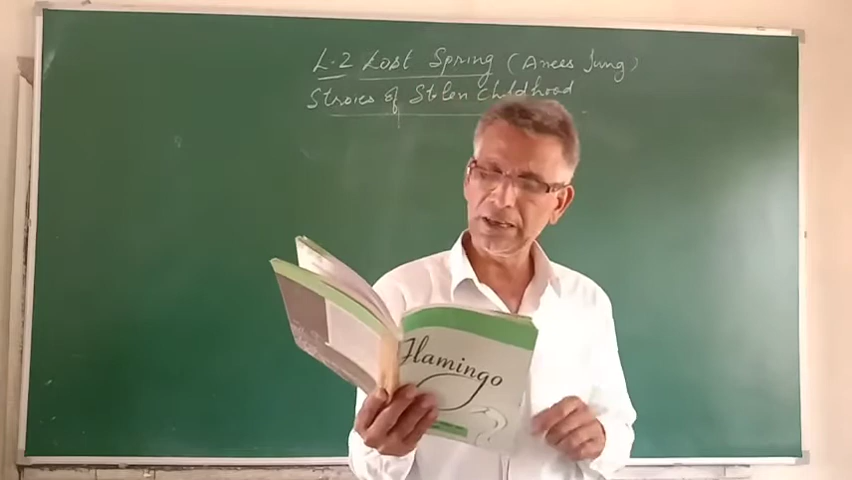 L.2 Lost Spring (Anees Jung)
Stroies of Stolen Childhood
Flamingo